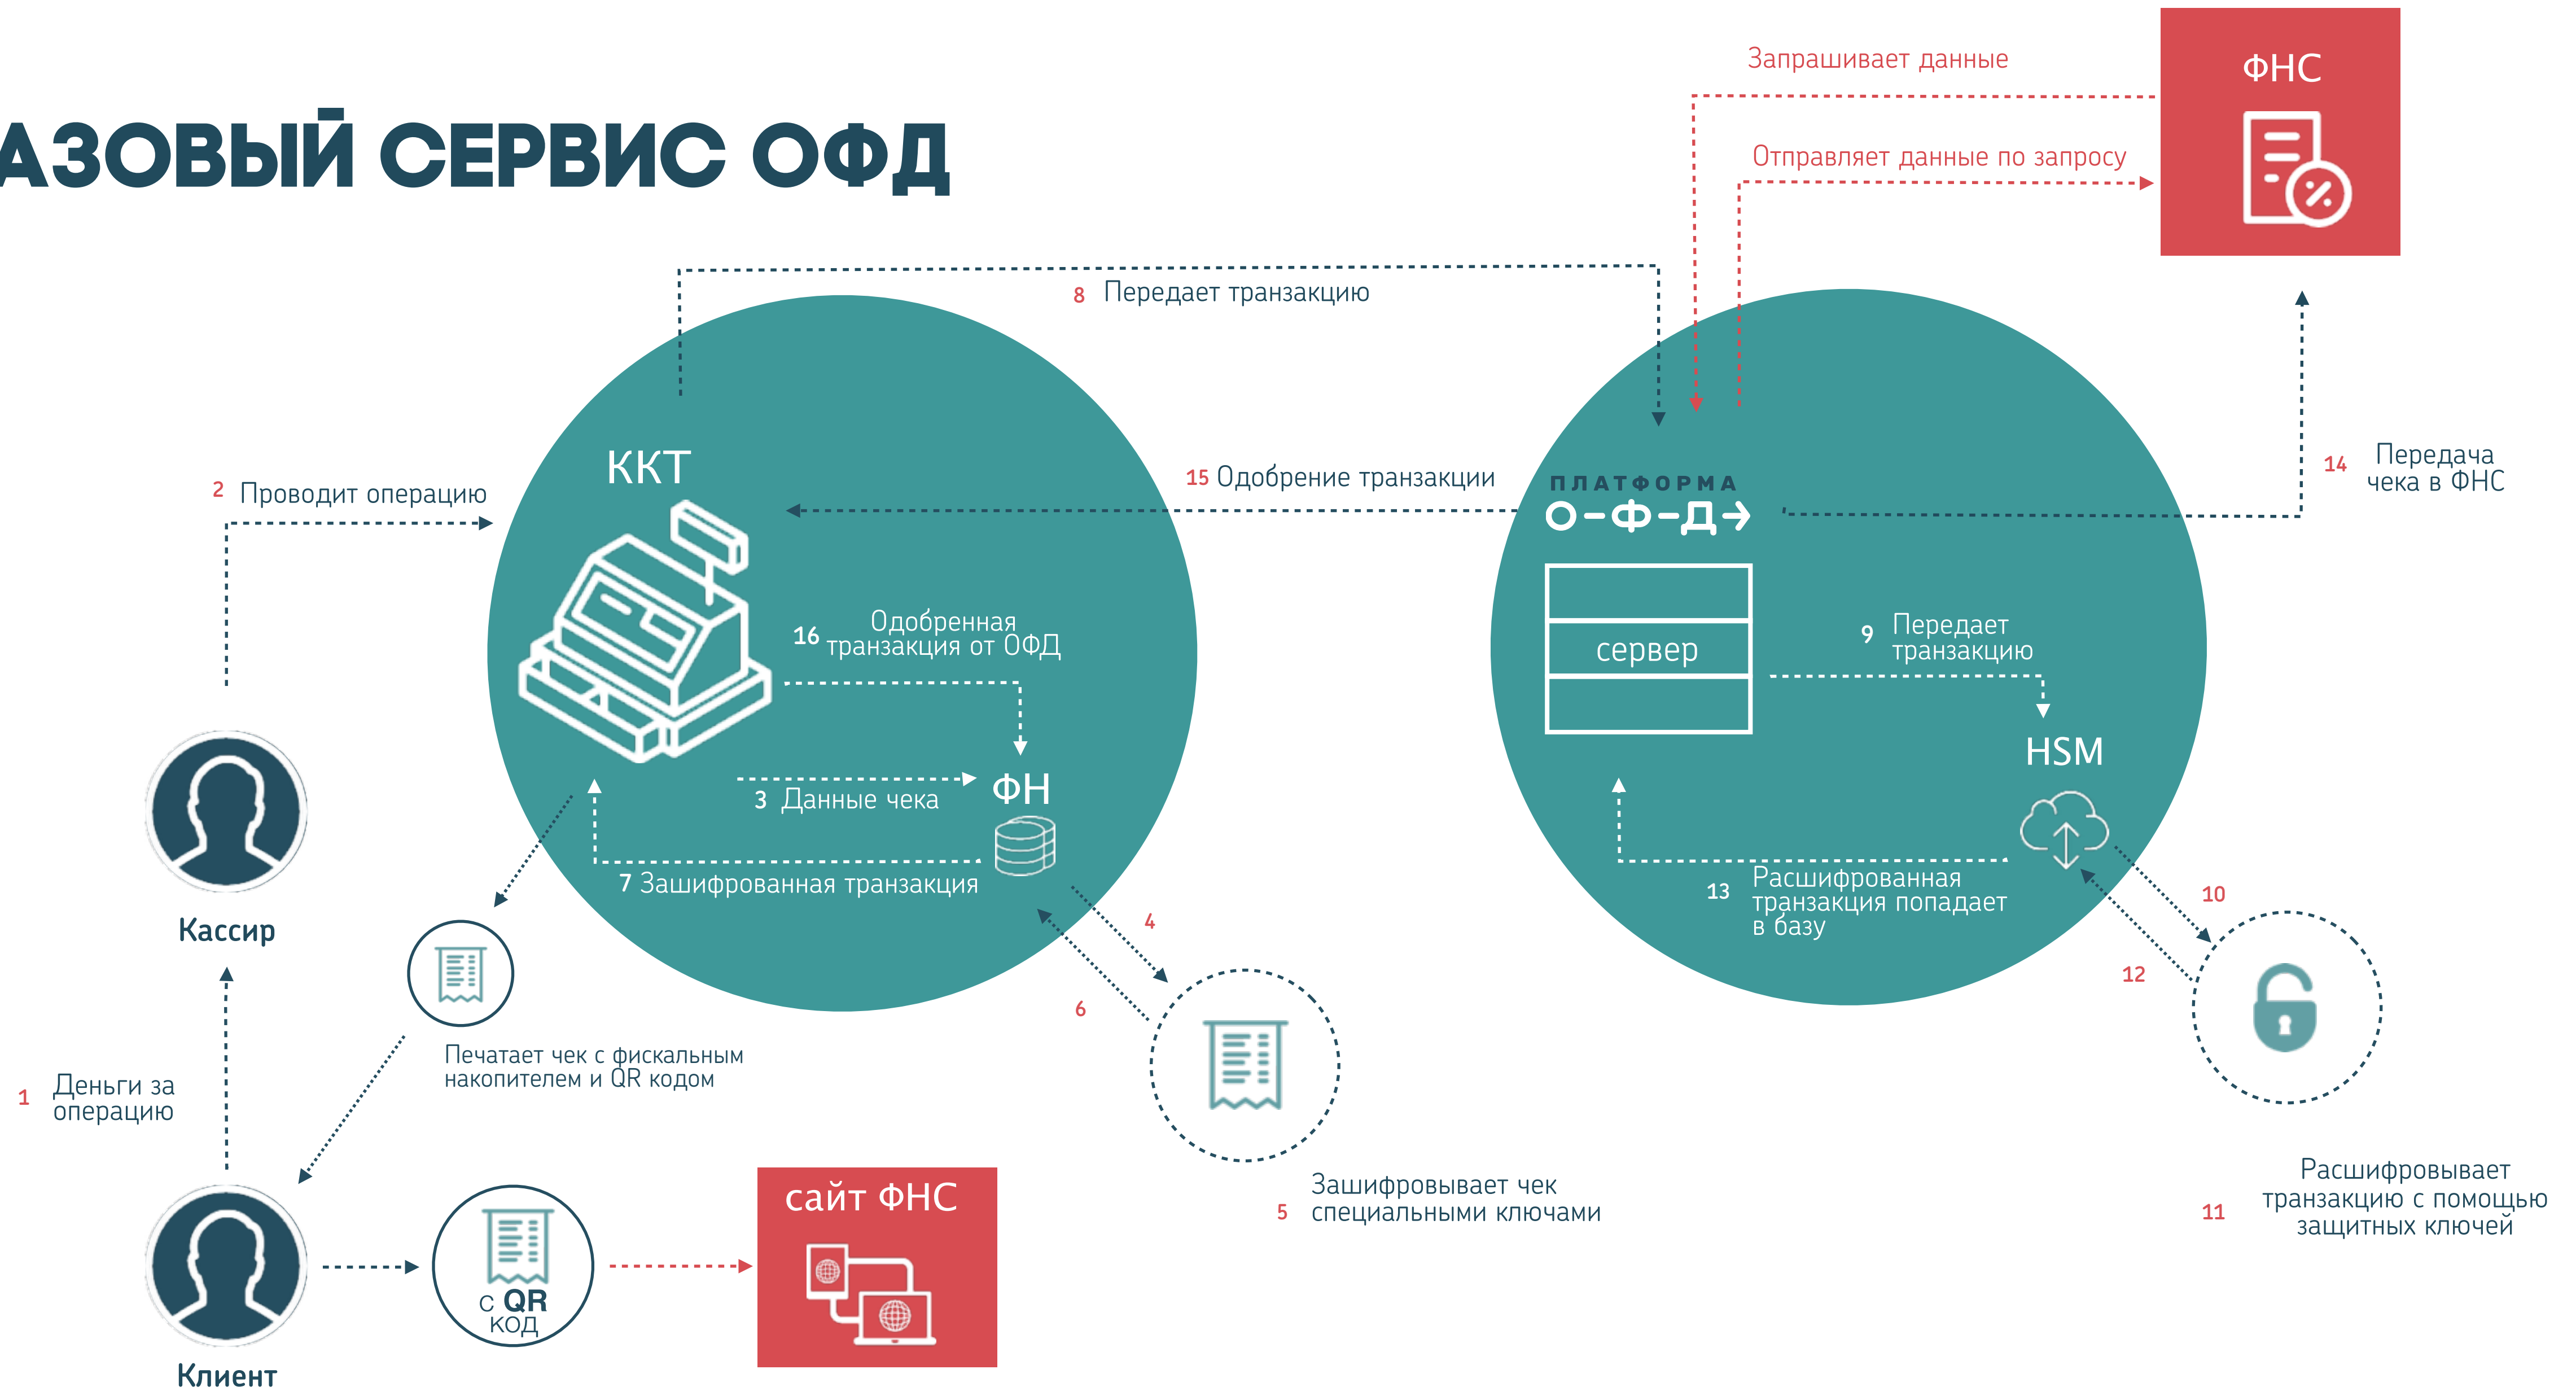 АЗОВЫЙ СЕРВИС ОФД
Запрашивает данные
ФНС
Отправляет данные по запросу
8 Передает транзакцию
ККТ
2 Проводит операцию
15 Одобрение транзакции
ПЛАТФОРМА
О-Ф-Д→
14 Передача
чека в ФНС
16 Одобренная
транзакция от ОФД
сервер
9 Передает
транзакцию
HSM
ФН
3 Данные чека
7 Зашифрованная транзакция
13 Расшифрованная
транзакция попадает
в базу
4
6
10
12
Кассир
Печатает чек с фискальным
накопителем и QR кодом
1 Деньги за
операцию
5 Зашифровывает чек
специальными ключами
11 Расшифровывает
транзакцию с помощью
защитных ключей
сайт ФНС
с QR
код
Клиент